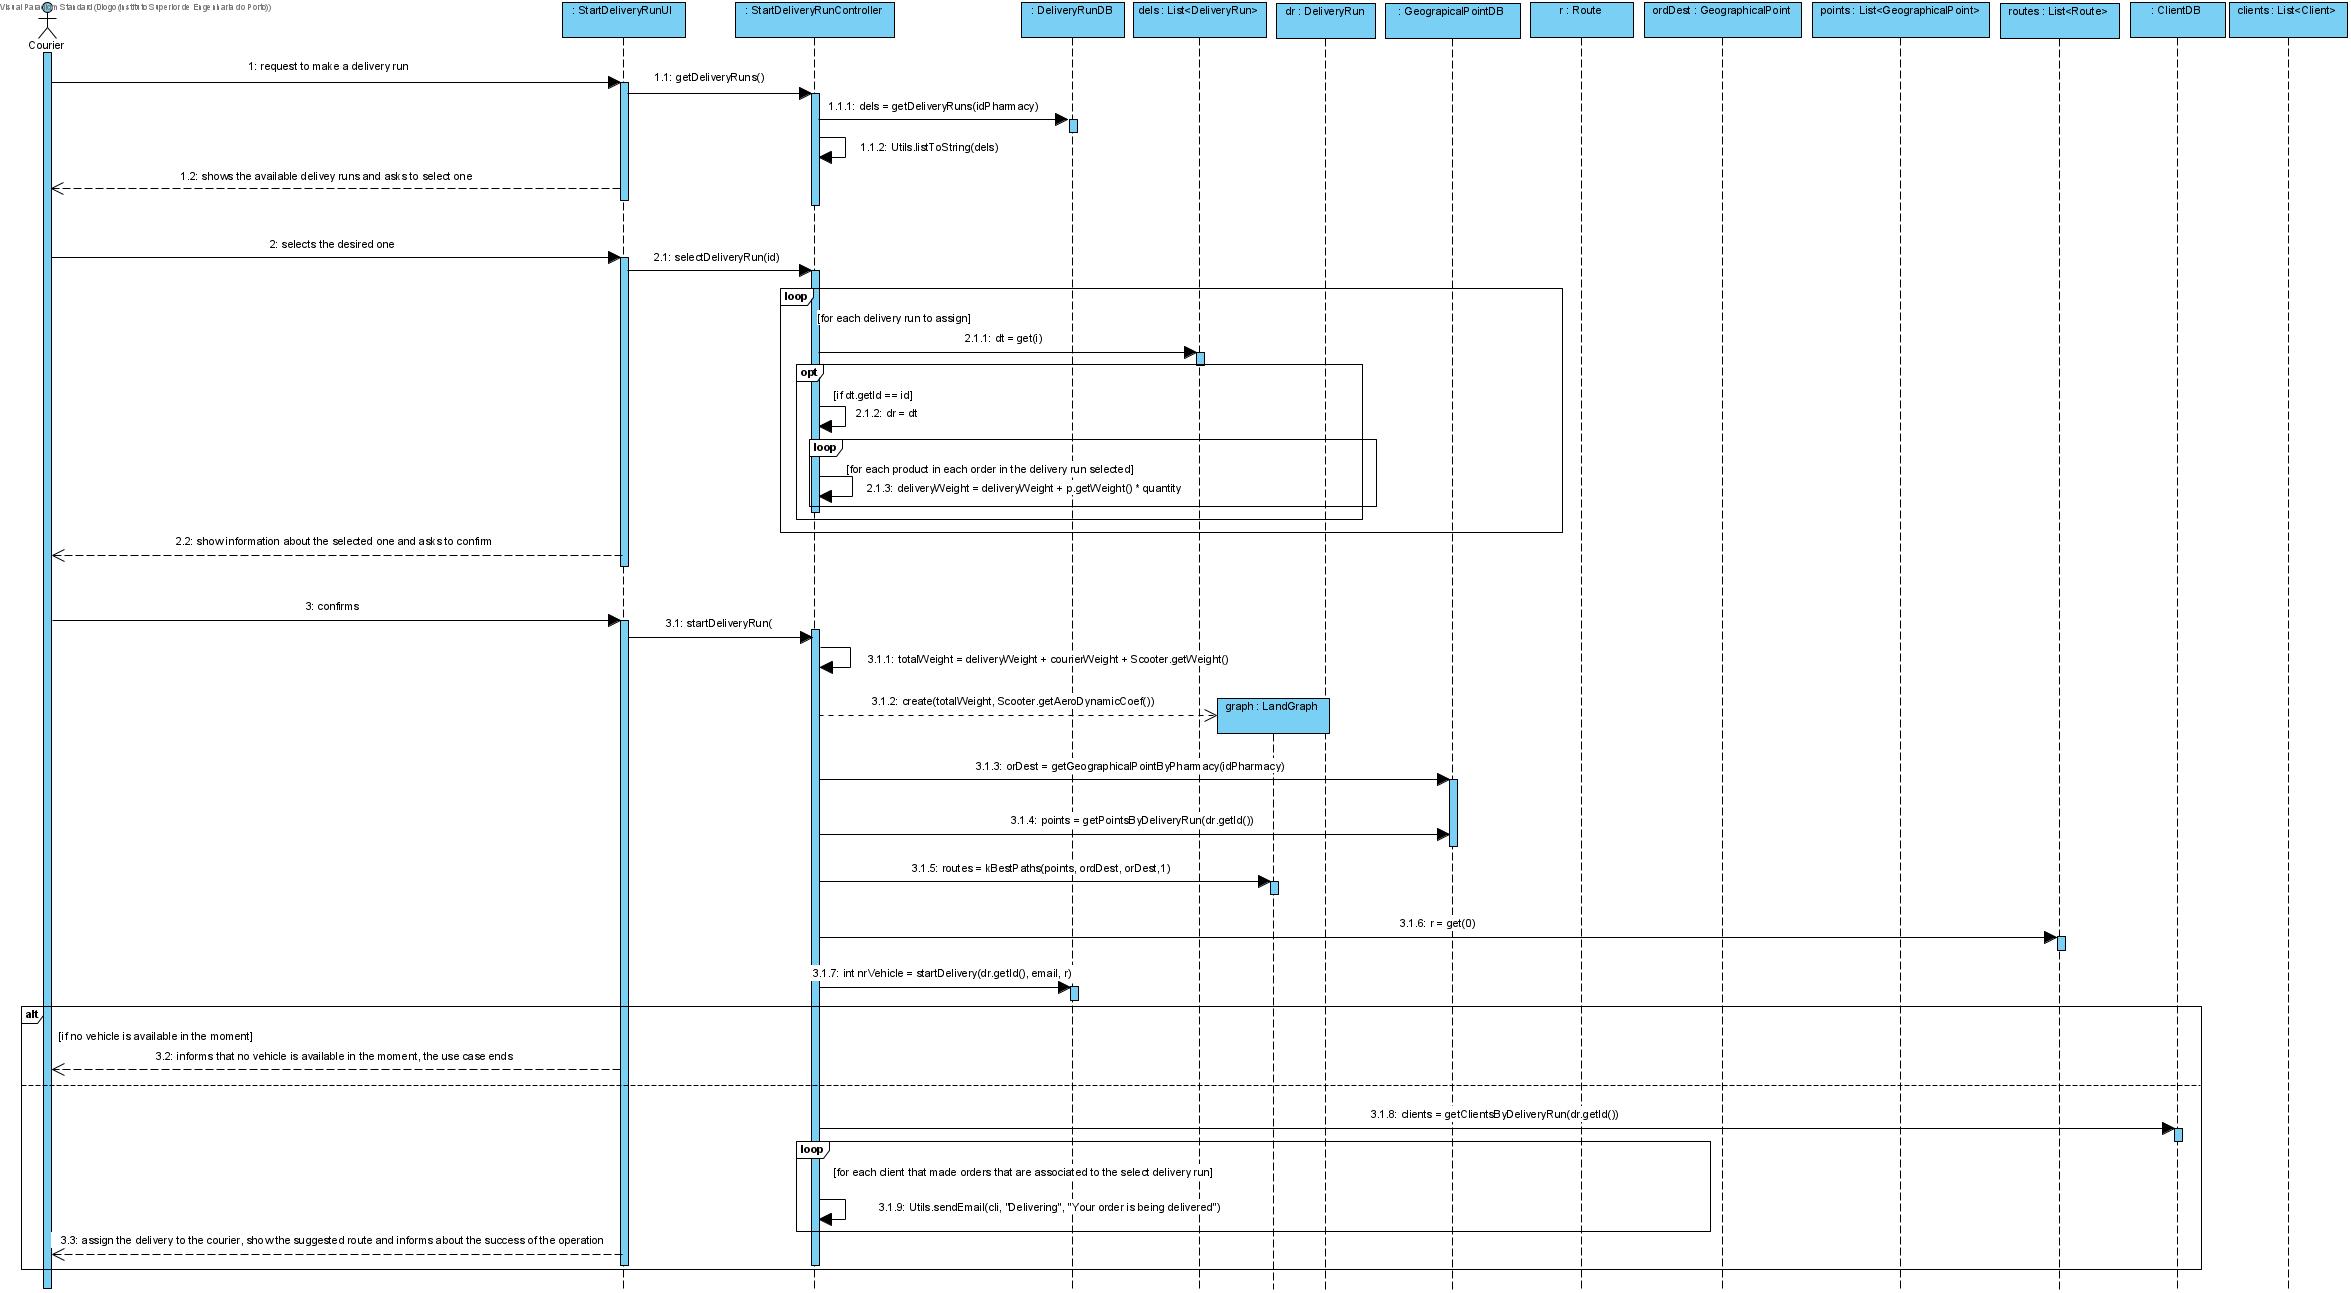 Visual Paradigm Standard (Diogo (Instituto Superior de Engenharia do Porto))
Courier
: StartDeliveryRunUI
: StartDeliveryRunController
: DeliveryRunDB
dels : List<DeliveryRun>
dr : DeliveryRun
: GeograpicalPointDB
r : Route
ordDest : GeographicalPoint
points : List<GeographicalPoint>
routes : List<Route>
: ClientDB
clients : List<Client>
1: request to make a delivery run
1.1: getDeliveryRuns()
1.1.1: dels = getDeliveryRuns(idPharmacy)
1.1.2: Utils.listToString(dels)
1.2: shows the available delivey runs and asks to select one
2: selects the desired one
2.1: selectDeliveryRun(id)
loop
[for each delivery run to assign]
2.1.1: dt = get(i)
opt
[if dt.getId == id]
2.1.2: dr = dt
loop
[for each product in each order in the delivery run selected]
2.1.3: deliveryWeight = deliveryWeight + p.getWeight() * quantity
2.2: show information about the selected one and asks to confirm
3: confirms
3.1: startDeliveryRun(
3.1.1: totalWeight = deliveryWeight + courierWeight + Scooter.getWeight()
3.1.2: create(totalWeight, Scooter.getAeroDynamicCoef())
graph : LandGraph
3.1.3: orDest = getGeographicalPointByPharmacy(idPharmacy)
3.1.4: points = getPointsByDeliveryRun(dr.getId())
3.1.5: routes = kBestPaths(points, ordDest, orDest,1)
3.1.6: r = get(0)
3.1.7: int nrVehicle = startDelivery(dr.getId(), email, r)
alt
[if no vehicle is available in the moment]
3.2: informs that no vehicle is available in the moment, the use case ends
3.1.8: clients = getClientsByDeliveryRun(dr.getId())
loop
[for each client that made orders that are associated to the select delivery run]
3.1.9: Utils.sendEmail(cli, "Delivering", "Your order is being delivered")
3.3: assign the delivery to the courier, show the suggested route and informs about the success of the operation